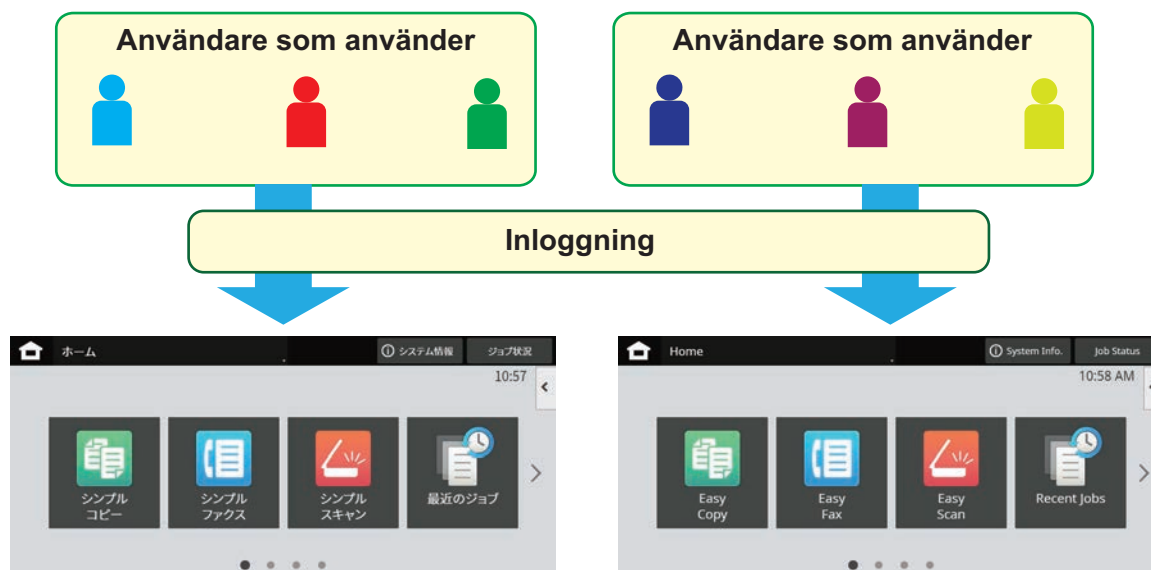 Användare som använder
Användare som använder
Inloggning
ホーム
システム情報
ジョブ状況
10:57
シンプル
コピー
シンプル
ファクス
シンプル
スキャン
最近のジョブ
Home
System Info.
Job Status
10:58 AM
Easy
Copy
Easy
Fax
Easy
Scan
Recent Jobs